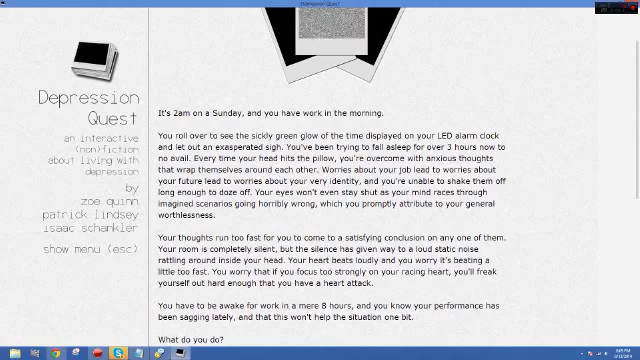 Depression Quest
Depression
Quest
an interactive
(non)fiction
about living with
depression
by
zoe quinn
patrick lindsey
isaac schankler
show menu (esc)
It's 2am on a Sunday, and you have work in the morning.
You roll over to see the sickly green glow of the time displayed on your LED alarm clock
and let out an exasperated sigh. You've been trying to fall asleep for over 3 hours now to
no avail. Every time your head hits the pillow, you're overcome with anxious thoughts
that wrap themselves around each other. Worries about your job lead to worries about
your future lead to worries about your very identity, and you're unable to shake them off
long enough to doze off. Your eyes won't even stay shut as your mind races through
imagined scenarios going horribly wrong, which you promptly attribute to your general
worthlessness.
Your thoughts run too fast for you to come to a satisfying conclusion on any one of them.
Your room is completely silent, but the silence has given way to a loud static noise
rattling around inside your head. Your heart beats loudly and you worry it's beating a
little too fast. You worry that if you focus too strongly on your racing heart, you'll freak
yourself out hard enough that you have a heart attack.
You have to be awake for work in a mere 8 hours, and you know your performance has
been sagging lately, and that this won't help the situation one bit.
What do you do?